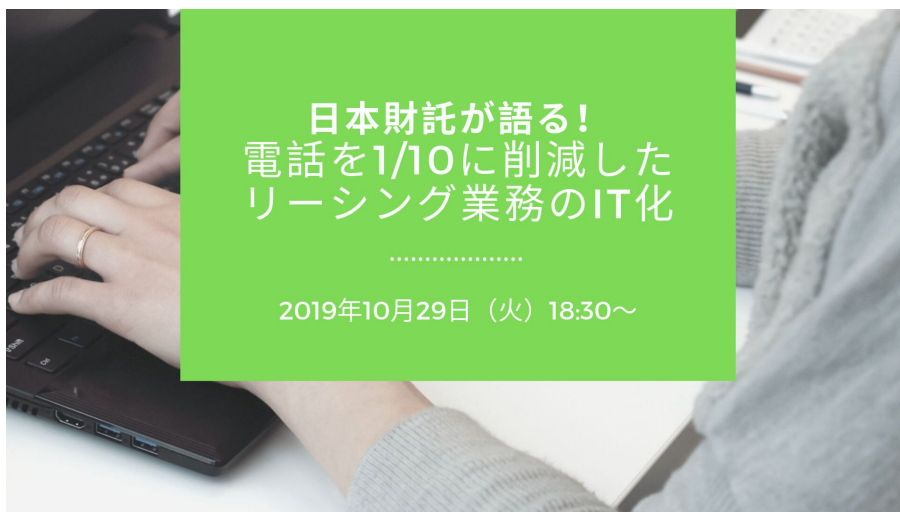 日本財託が語る！
電話を1/10に削減した
リーシング業務のIT化
2019年10月29日（火）18:30～
Shift
Ctrl